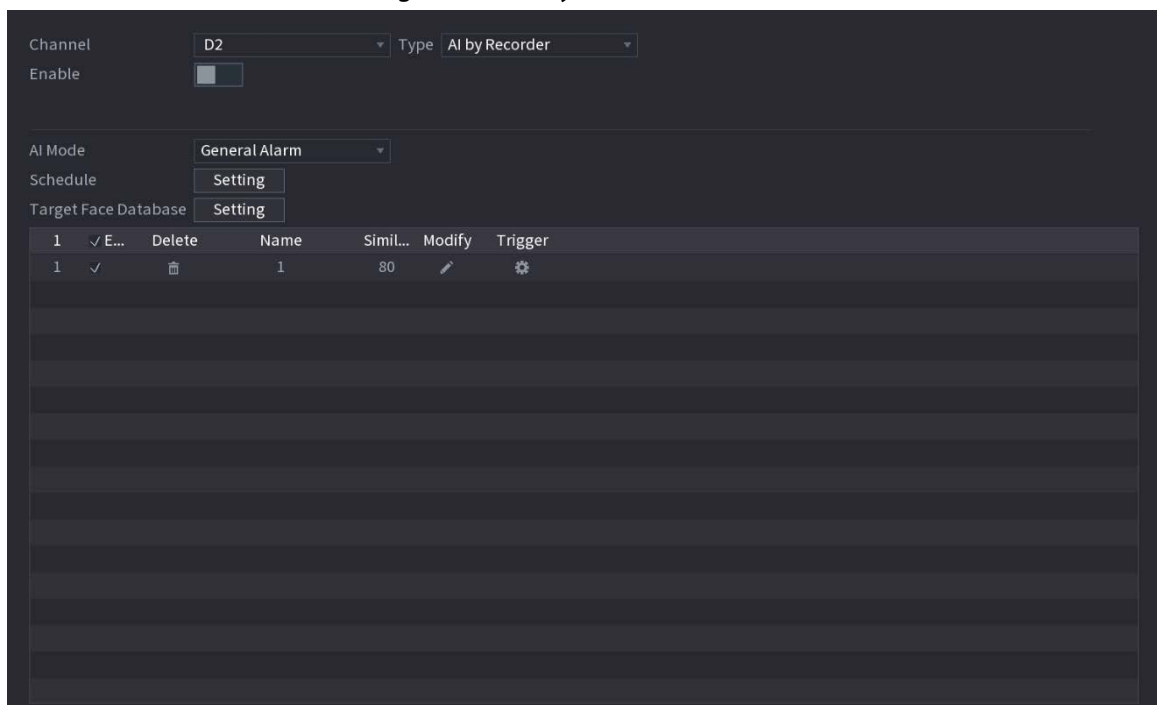 Channel D2 Type AI by Recorder
Enable
AI Mode General Alarm
Schedule Setting
Target Face Database Setting
1 E... Delete Name Simil... Modify Trigger
1 1 80